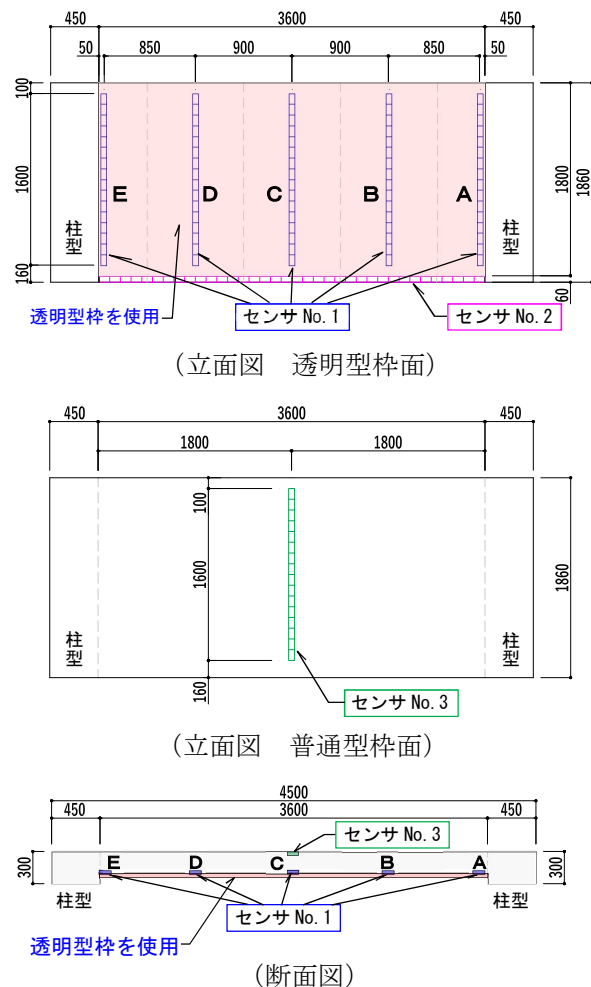 450 3600 450
50 850 900 900 850 50
100
1600
160
1800
1860
60
E D C B A
柱型
柱型
透明型枠を使用
センサ No.1
センサ No.2
(立面図 透明型枠面)
450 3600 450
1800 1800
100
1600
160
1860
柱型
柱型
センサ No.3
(立面図 普通型枠面)
4500
450 3600 450
センサ No.3
300
E D C B A
300
柱型
柱型
センサ No.1
透明型枠を使用
(断面図)